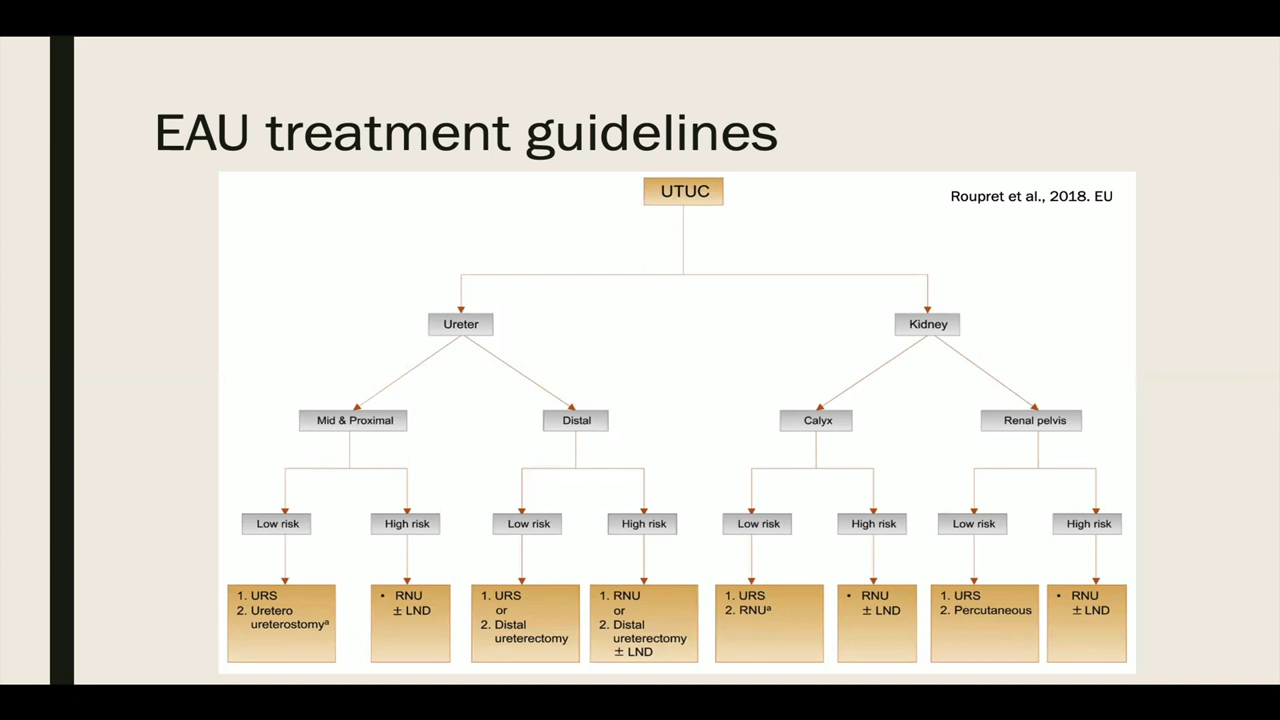 EAU treatment guidelines
UTUC
Roupret et al., 2018. EU
Ureter
Kidney
Mid & Proximal
Distal
Calyx
Renal pelvis
Low risk
High risk
Low risk
High risk
Low risk
High risk
Low risk
High risk
1. URS
2. Uretero
ureterostomyᵃ
• RNU
± LND
1. URS
or
2. Distal
ureterectomy
1. RNU
or
2. Distal
ureterectomy
± LND
1. URS
2. RNUᵃ
• RNU
± LND
1. URS
2. Percutaneous
• RNU
± LND